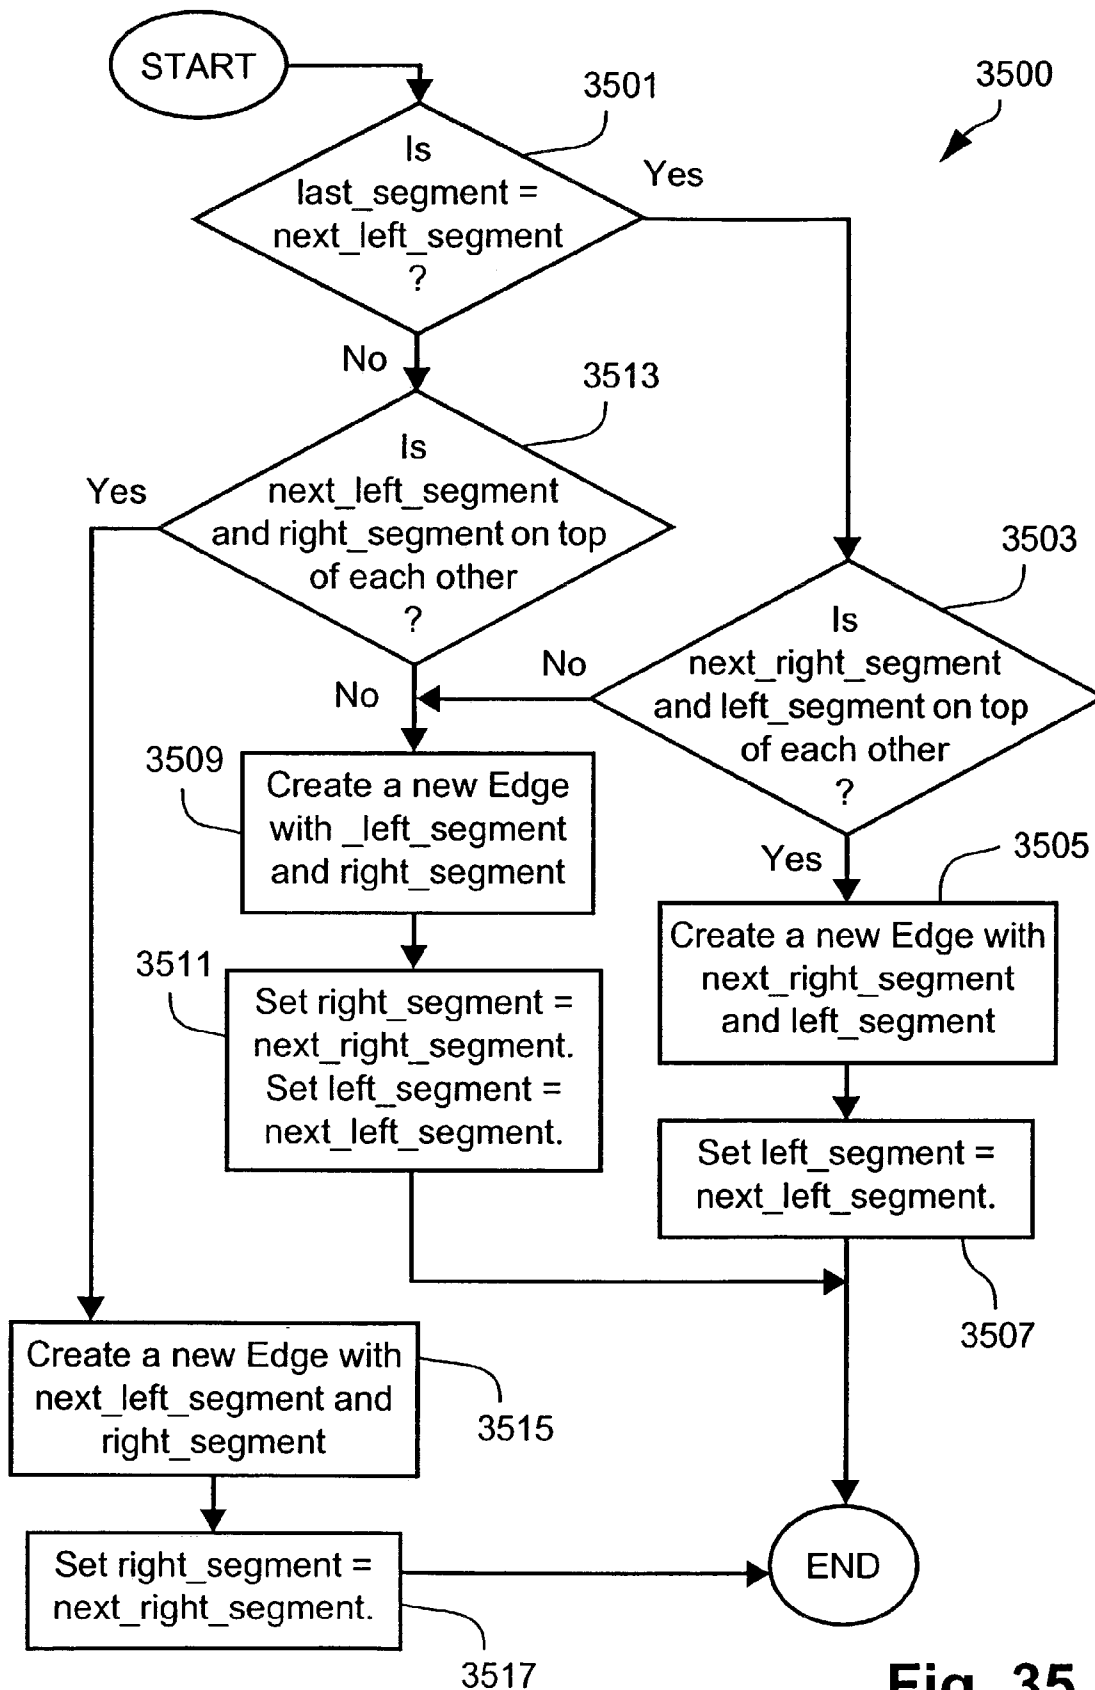 START
3501
3500
Is
last_segment =
next_left_segment
?
Yes
No
3513
Is
next_left_segment
and right_segment on top
of each other
?
Yes
3503
Is
next_right_segment
and left_segment on top
of each other
?
No
No
3509
Create a new Edge
with _left_segment
and right_segment
Yes
3505
Create a new Edge with
next_right_segment
and left_segment
3511
Set right_segment =
next_right_segment.
Set left_segment =
next_left_segment.
Set left_segment =
next_left_segment.
3507
Create a new Edge with
next_left_segment and
right_segment
3515
Set right_segment =
next_right_segment.
3517
END
Fig. 35